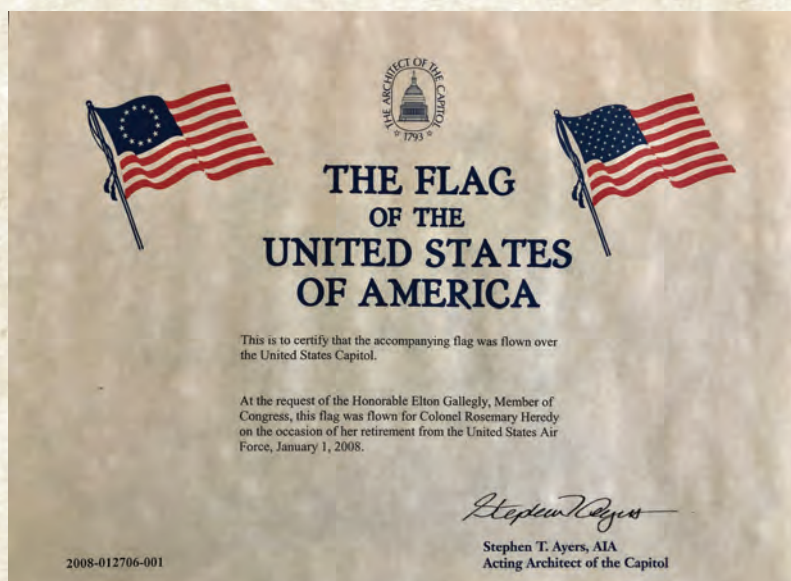 THE ARCHITECT OF THE CAPITOL
1793
THE FLAG
OF THE
UNITED STATES
OF AMERICA
This is to certify that the accompanying flag was flown over
the United States Capitol.
At the request of the Honorable Elton Gallegly, Member of
Congress, this flag was flown for Colonel Rosemary Heredy
on the occasion of her retirement from the United States Air
Force, January 1, 2008.
Stephen T Ayers
Stephen T. Ayers, AIA
Acting Architect of the Capitol
2008-012706-001